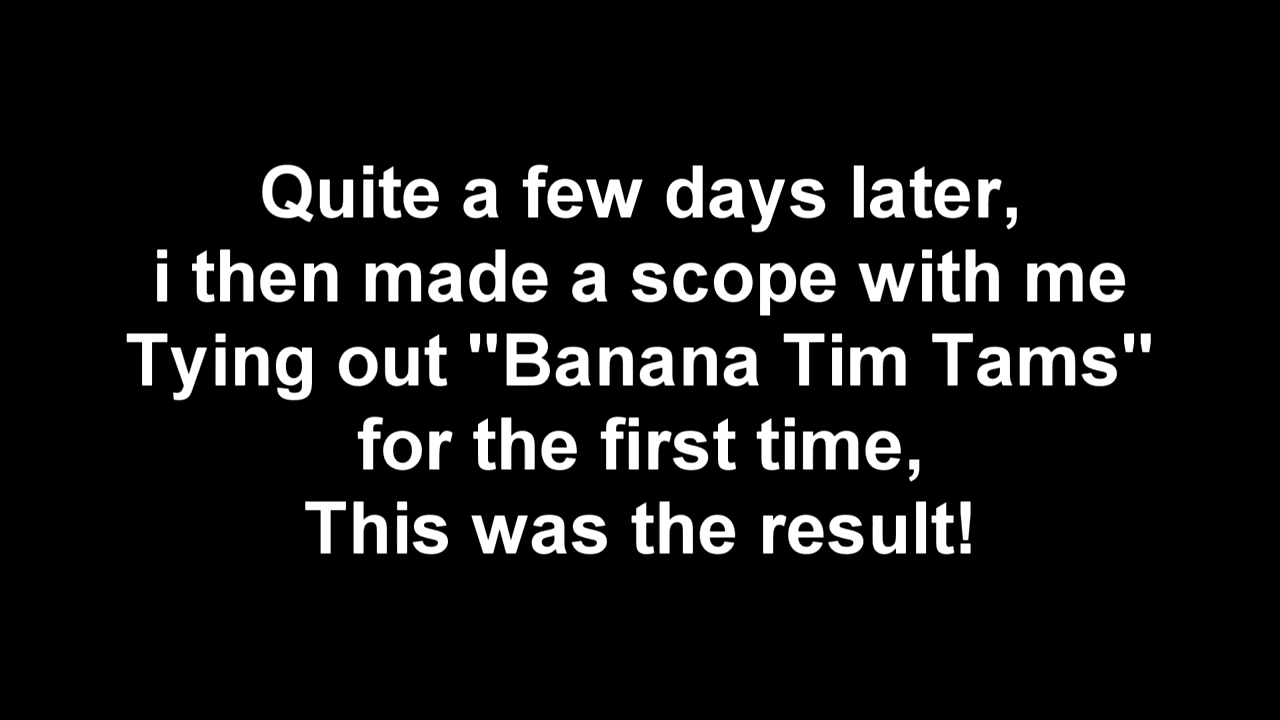 Quite a few days later,
i then made a scope with me
Tying out "Banana Tim Tams"
for the first time,
This was the result!